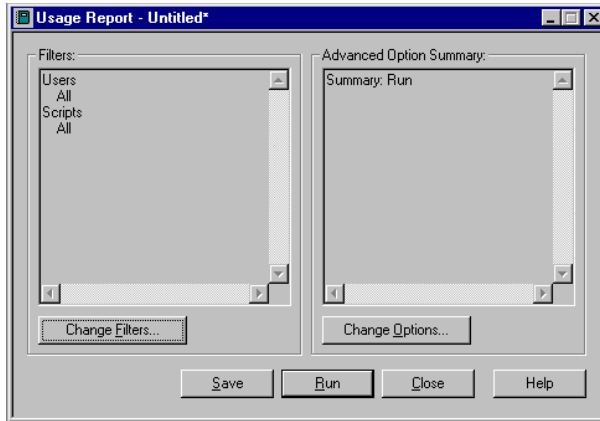 Usage Report - Untitled*
Filters:
Users
All
Scripts
All
Change Filters...
Advanced Option Summary:
Summary: Run
Change Options...
Save
Run
Close
Help